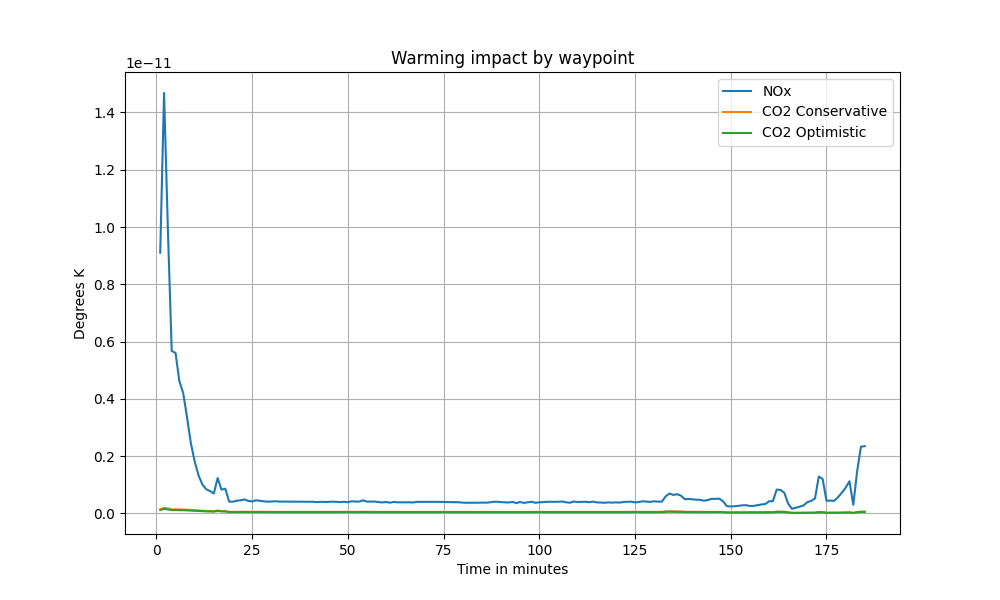 Warming impact by waypoint
1e−11
NOx
CO2 Conservative
CO2 Optimistic
1.4
1.2
1.0
0.8
0.6
0.4
0.2
0.0
Degrees K
0 25 50 75 100 125 150 175
Time in minutes